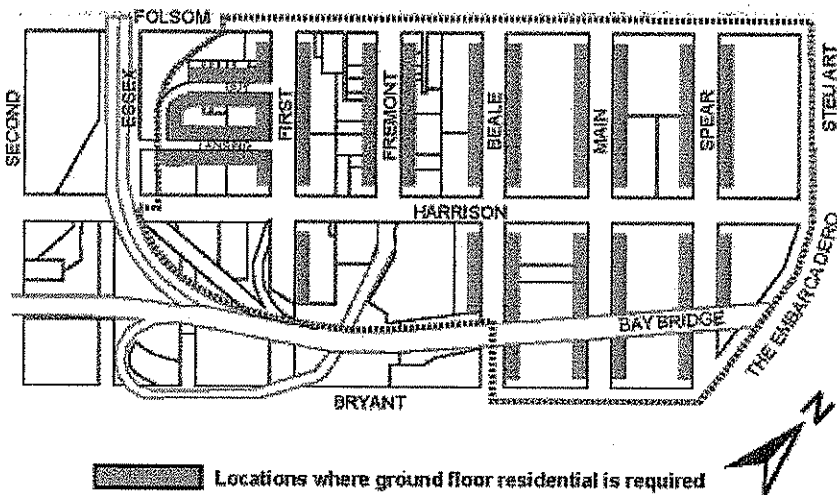 FOLSOM
SECOND
ESSEX
FIRST
FREMONT
BEALE
MAIN
SPEAR
STEUART
LANSING
HARRISON
BAY BRIDGE
THE EMBARCADERO
BRYANT
N
Locations where ground floor residential is required